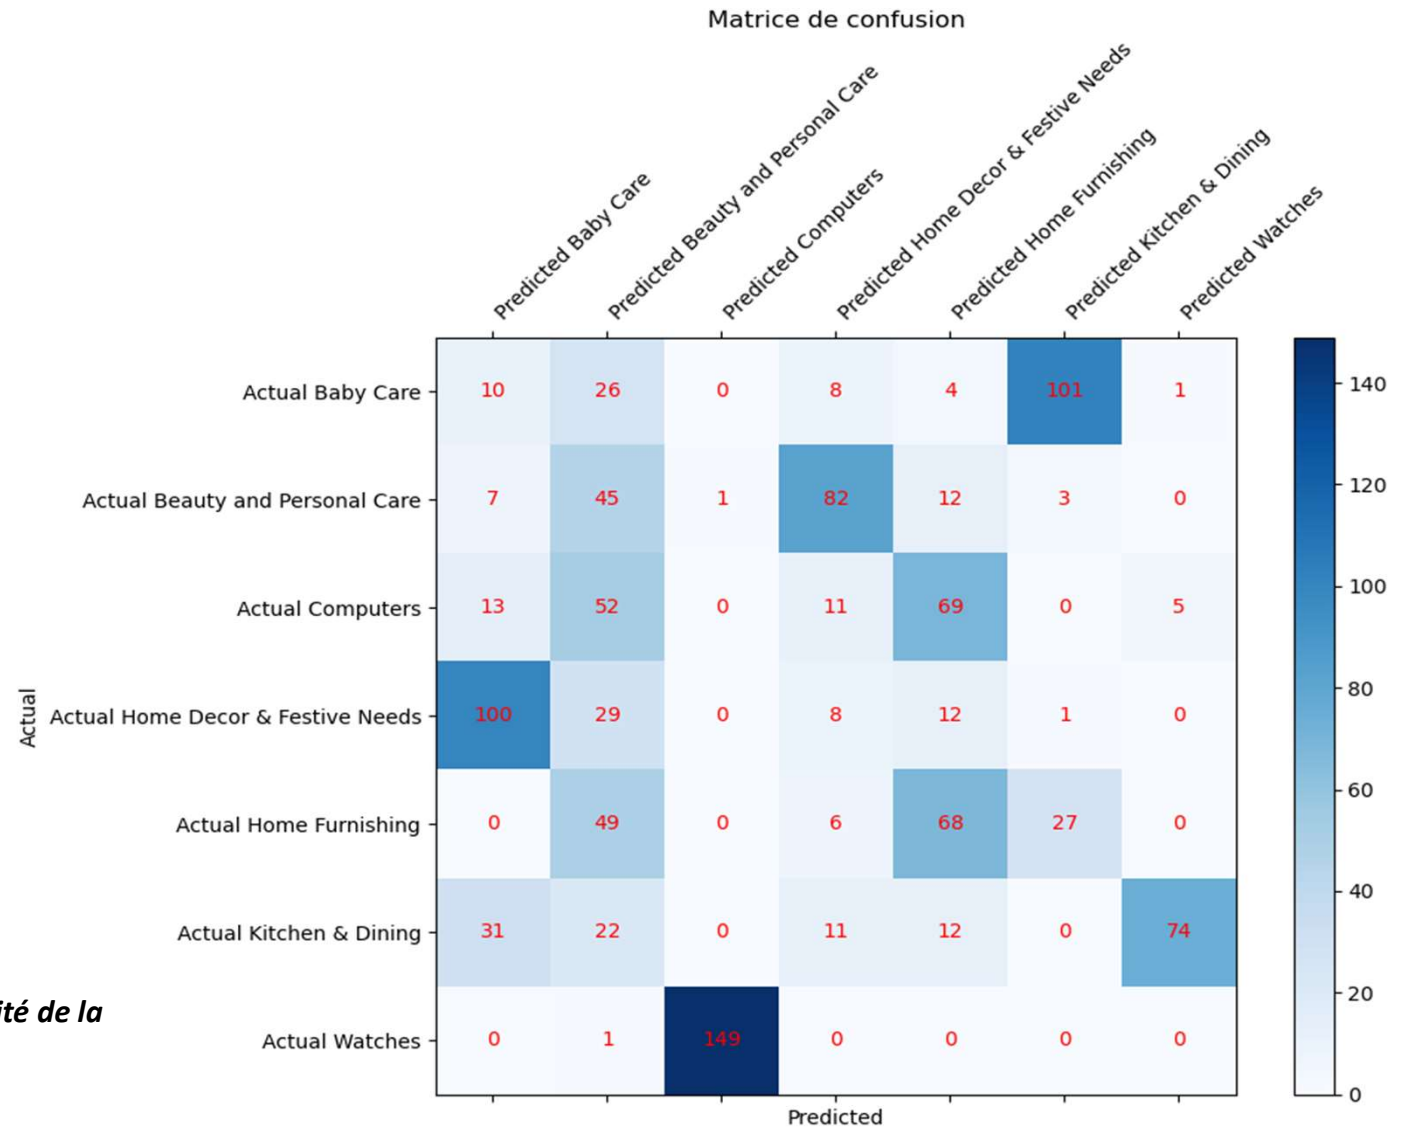 Matrice de confusion
Predicted Baby Care
Predicted Beauty and Personal Care
Predicted Computers
Predicted Home Decor & Festive Needs
Predicted Home Furnishing
Predicted Kitchen & Dining
Predicted Watches
Actual Baby Care 10 26 0 8 4 101 1
Actual Beauty and Personal Care 7 45 1 82 12 3 0
Actual Computers 13 52 0 11 69 0 5
Actual Home Decor & Festive Needs 100 29 0 8 12 1 0
Actual Home Furnishing 0 49 0 6 68 27 0
Actual Kitchen & Dining 31 22 0 11 12 0 74
Actual Watches 0 1 149 0 0 0 0
Actual
Predicted
140
120
100
80
60
40
20
0
ité de la